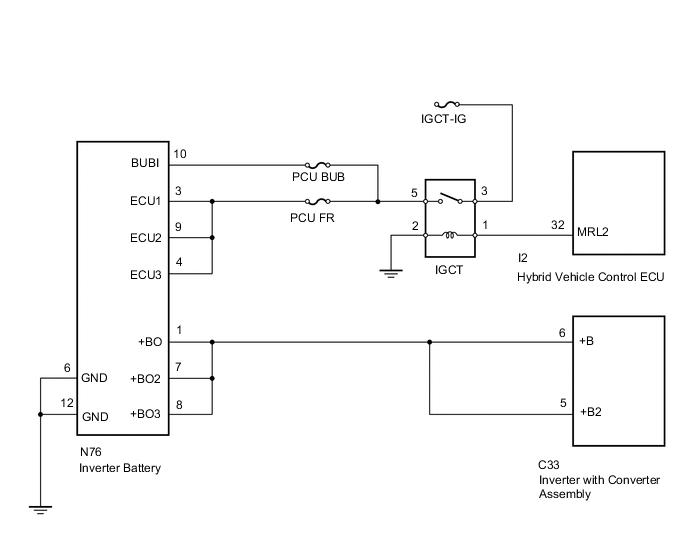 IGCT-IG
BUBI 10
PCU BUB
ECU1 3
PCU FR
5 3
ECU2 9
2 1
32 MRL2
ECU3 4
IGCT
I2
Hybrid Vehicle Control ECU
+BO 1
6 +B
6 GND
+BO2 7
12 GND
+BO3 8
5 +B2
N76
Inverter Battery
C33
Inverter with Converter
Assembly